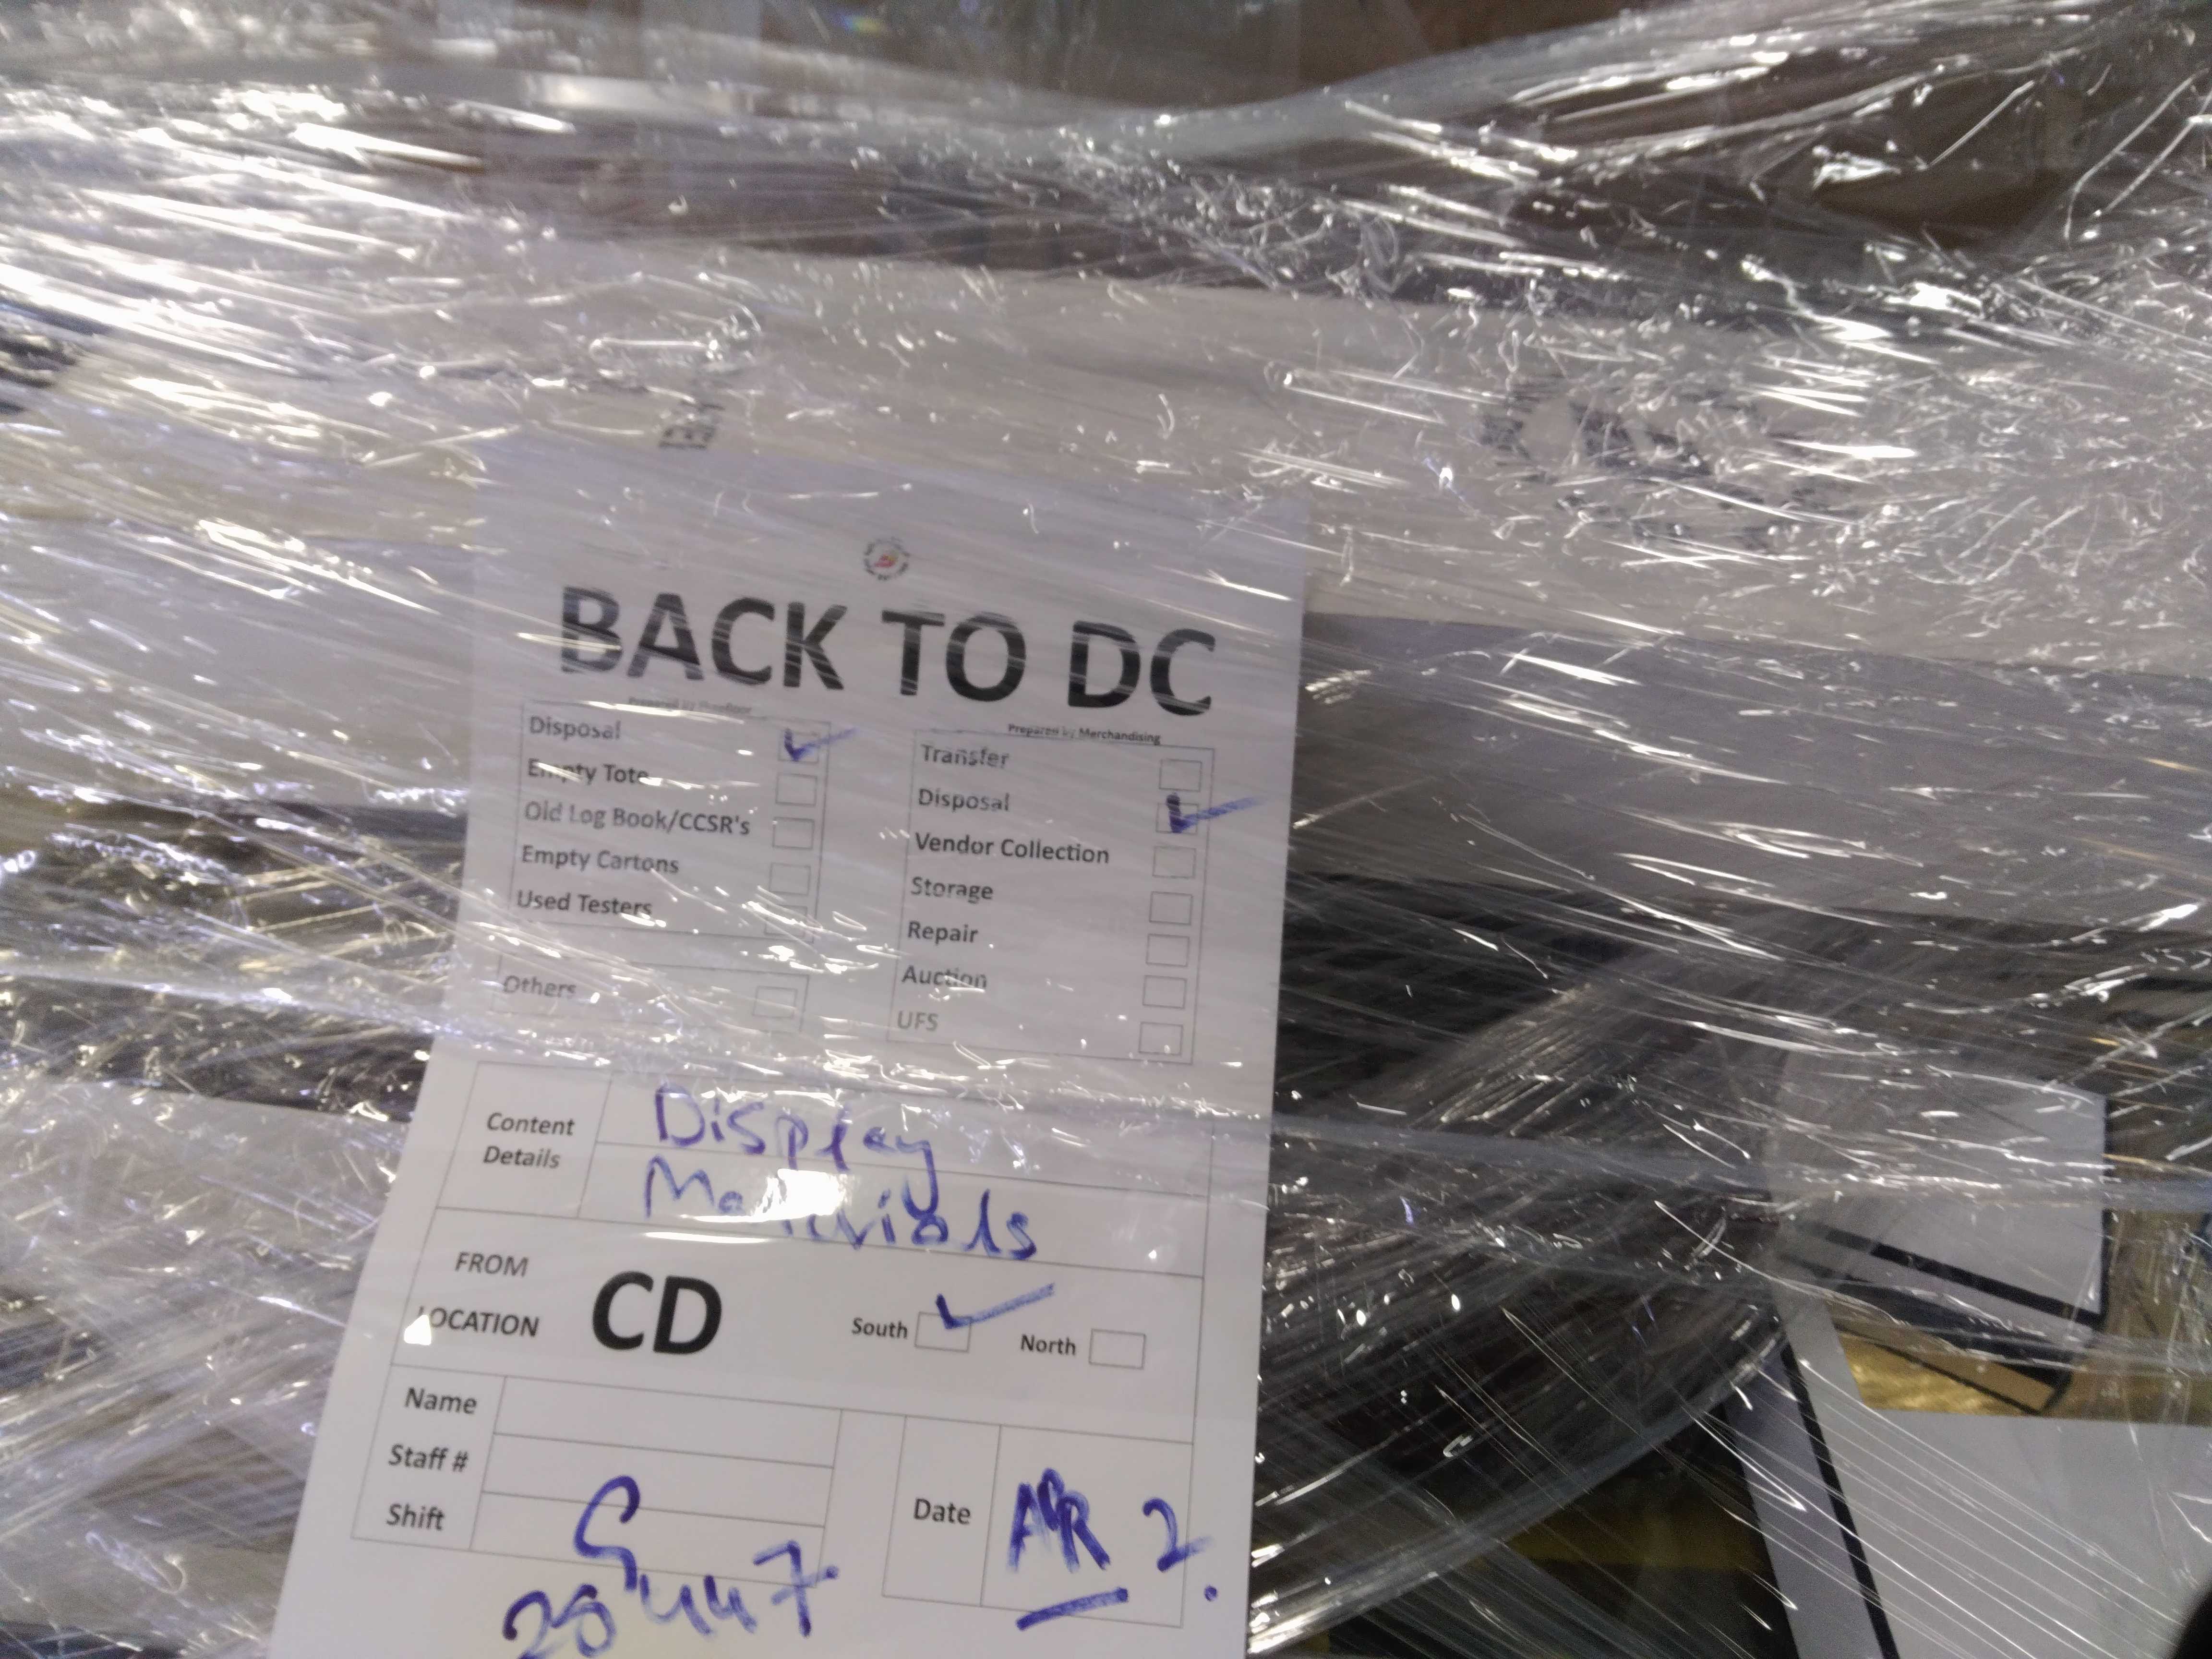 BACK TO DC
Prepared by Merchandising
Disposal
Empty Tote
Old Log Book/CCSR's
Empty Cartons
Used Testers
Others
Transfer
Disposal
Vendor Collection
Storage
Repair
Auction
UFS
Content
Details
Display
Materials
FROM
LOCATION
CD
South
North
Name
Staff #
Shift
28447
Date
APR 2.